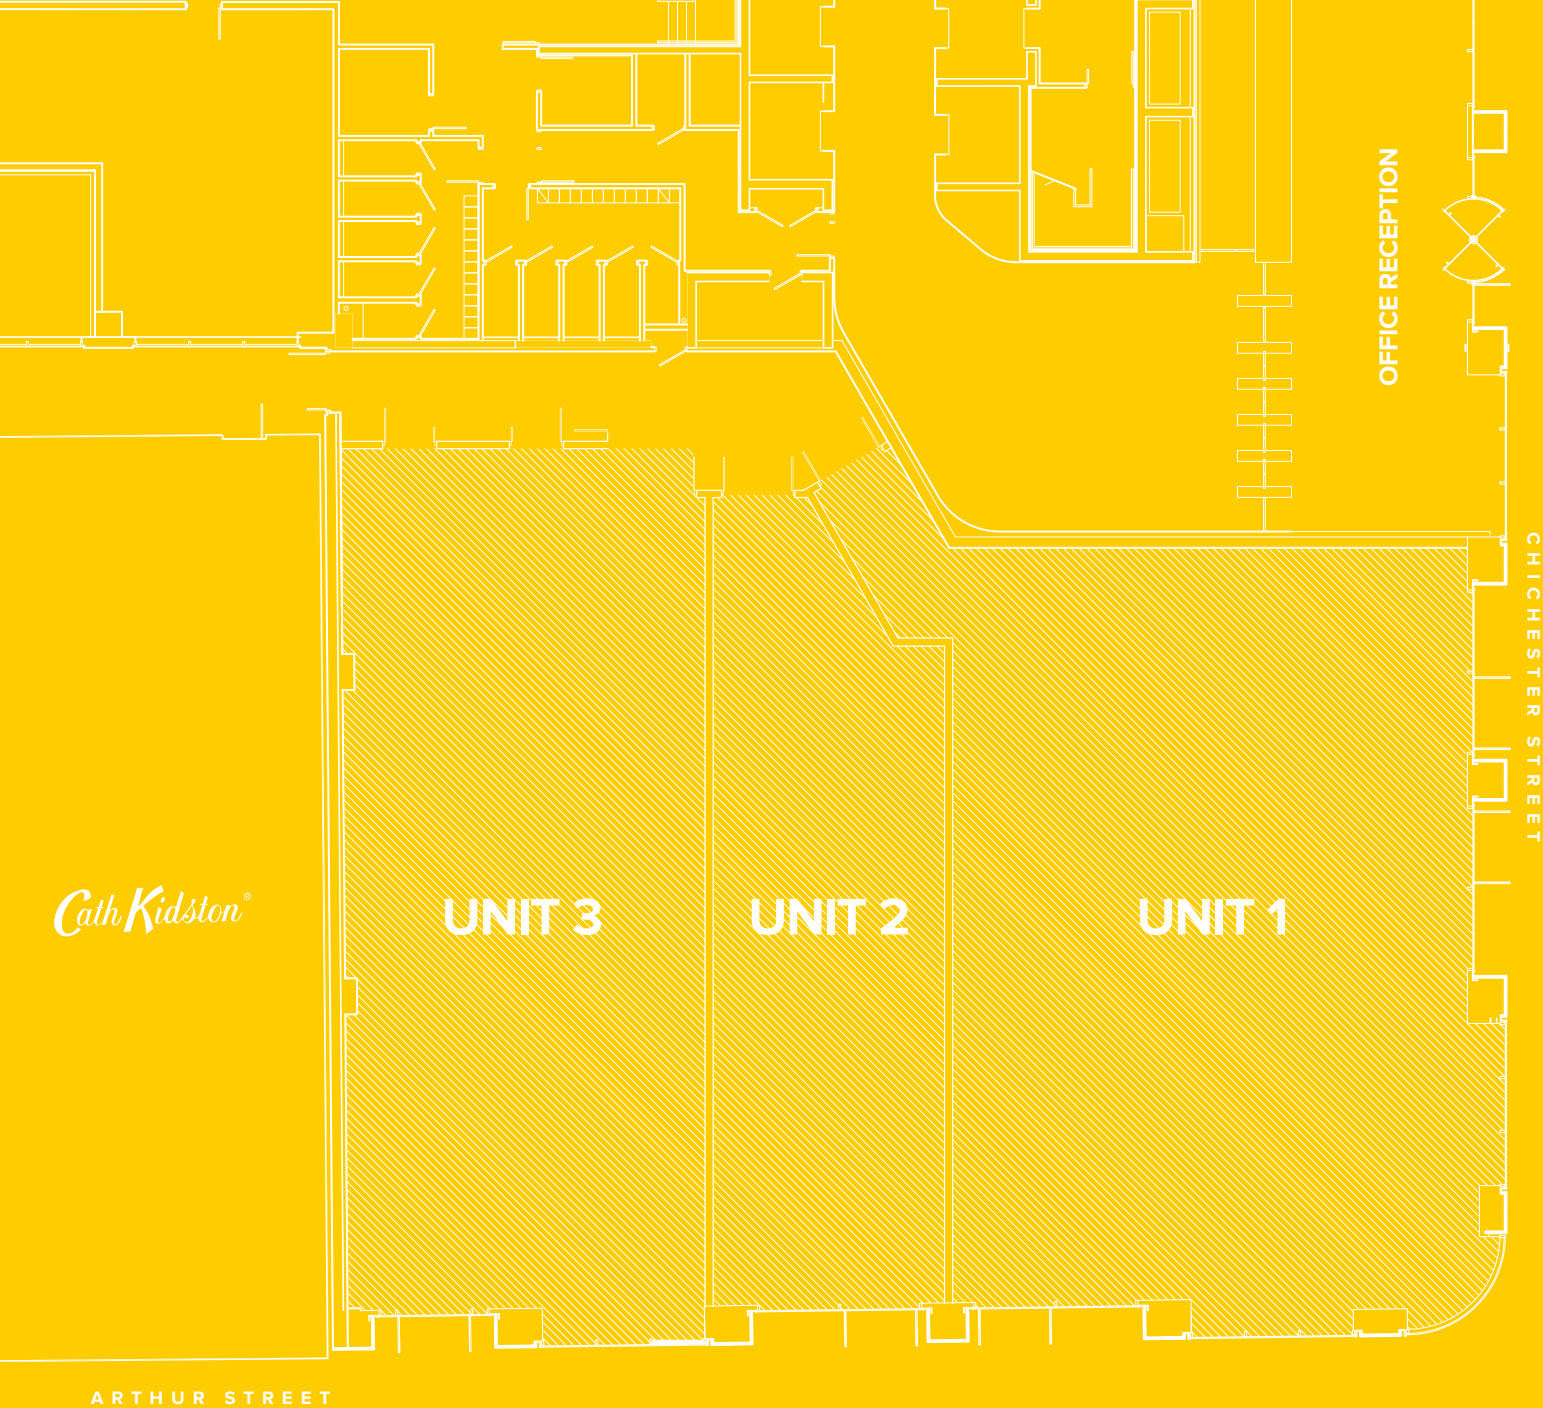 OFFICE RECEPTION
CHICHESTER STREET
Cath Kidston®
UNIT 3
UNIT 2
UNIT 1
ARTHUR STREET